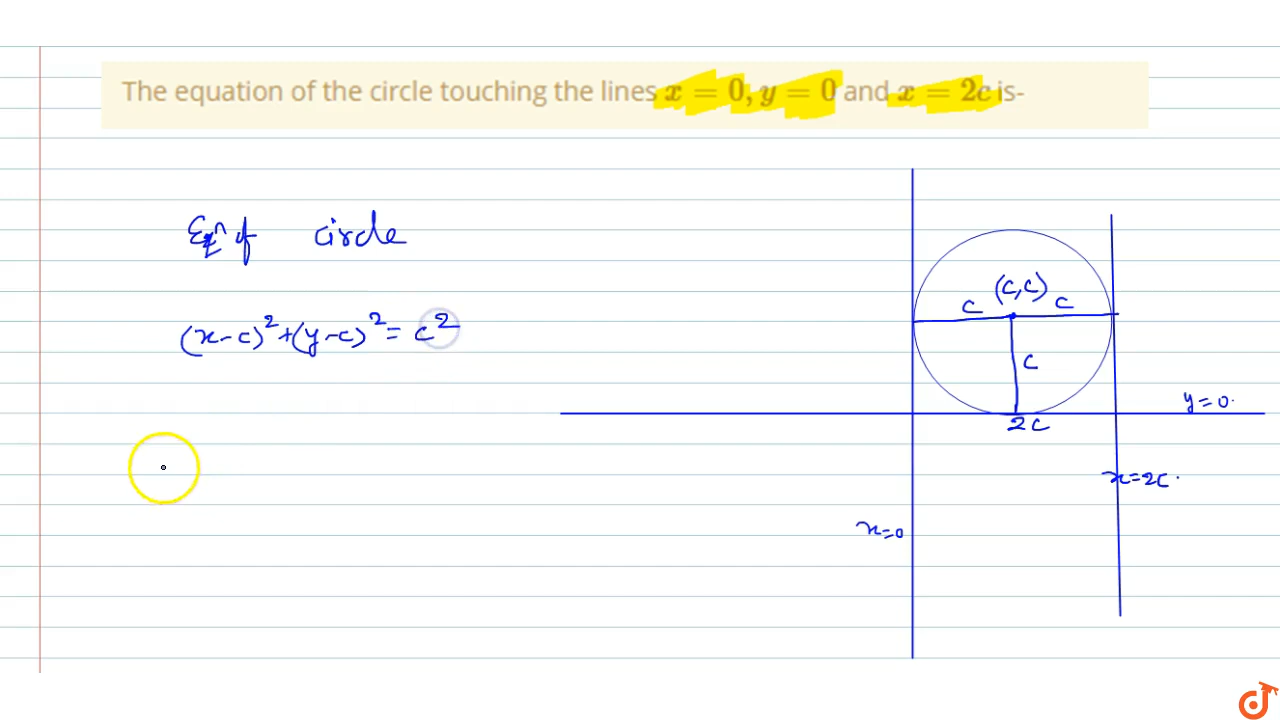 The equation of the circle touching the lines x = 0, y = 0 and x = 2c is-
Eqn of circle
(x-c)²+(y-c)²= c²
(c,c)
c c
c
y=0.
2c
x=2c.
x=0